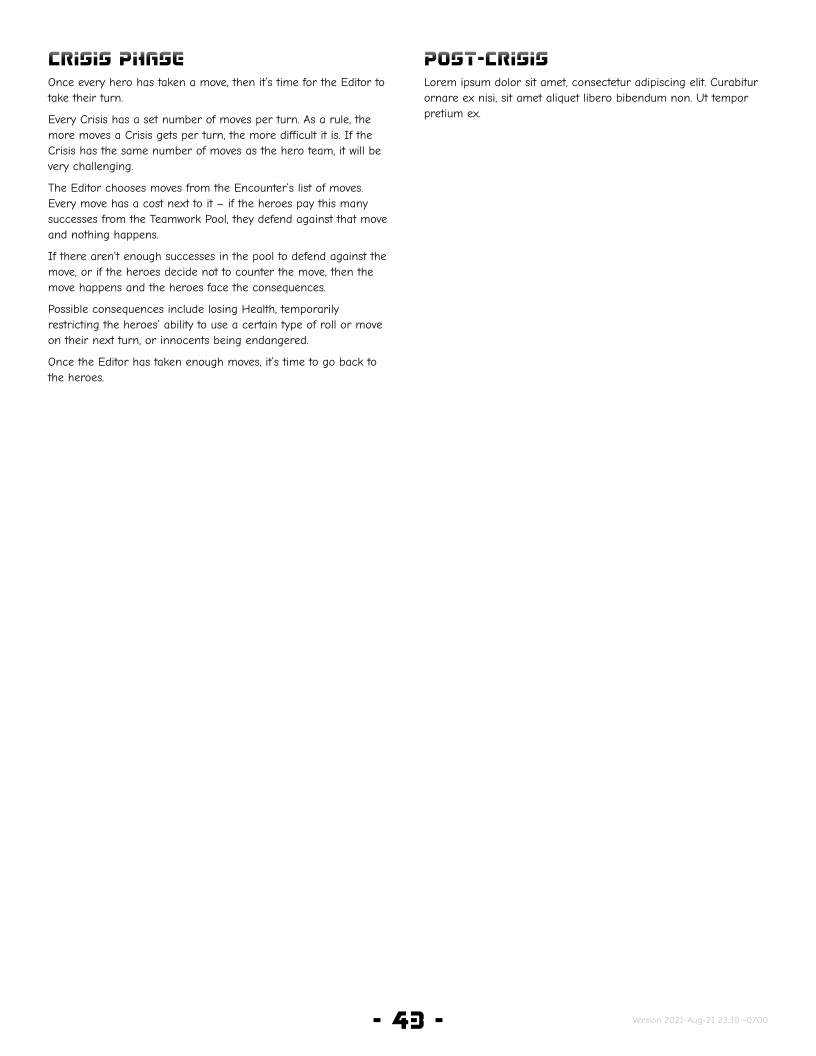 CRISIS PHASE
Once every hero has taken a move, then it's time for the Editor to
take their turn.
Every Crisis has a set number of moves per turn. As a rule, the
more moves a Crisis gets per turn, the more difficult it is. If the
Crisis has the same number of moves as the hero team, it will be
very challenging.
The Editor chooses moves from the Encounter's list of moves.
Every move has a cost next to it – if the heroes pay this many
successes from the Teamwork Pool, they defend against that move
and nothing happens.
If there aren't enough successes in the pool to defend against the
move, or if the heroes decide not to counter the move, then the
move happens and the heroes face the consequences.
Possible consequences include losing Health, temporarily
restricting the heroes' ability to use a certain type of roll or move
on their next turn, or innocents being endangered.
Once the Editor has taken enough moves, it's time to go back to
the heroes.
POST-CRISIS
Lorem ipsum dolor sit amet, consectetur adipiscing elit. Curabitur
ornare ex nisi, sit amet aliquet libero bibendum non. Ut tempor
pretium ex.
- 43 -
Version 2021-Aug-21 23:30 -0700